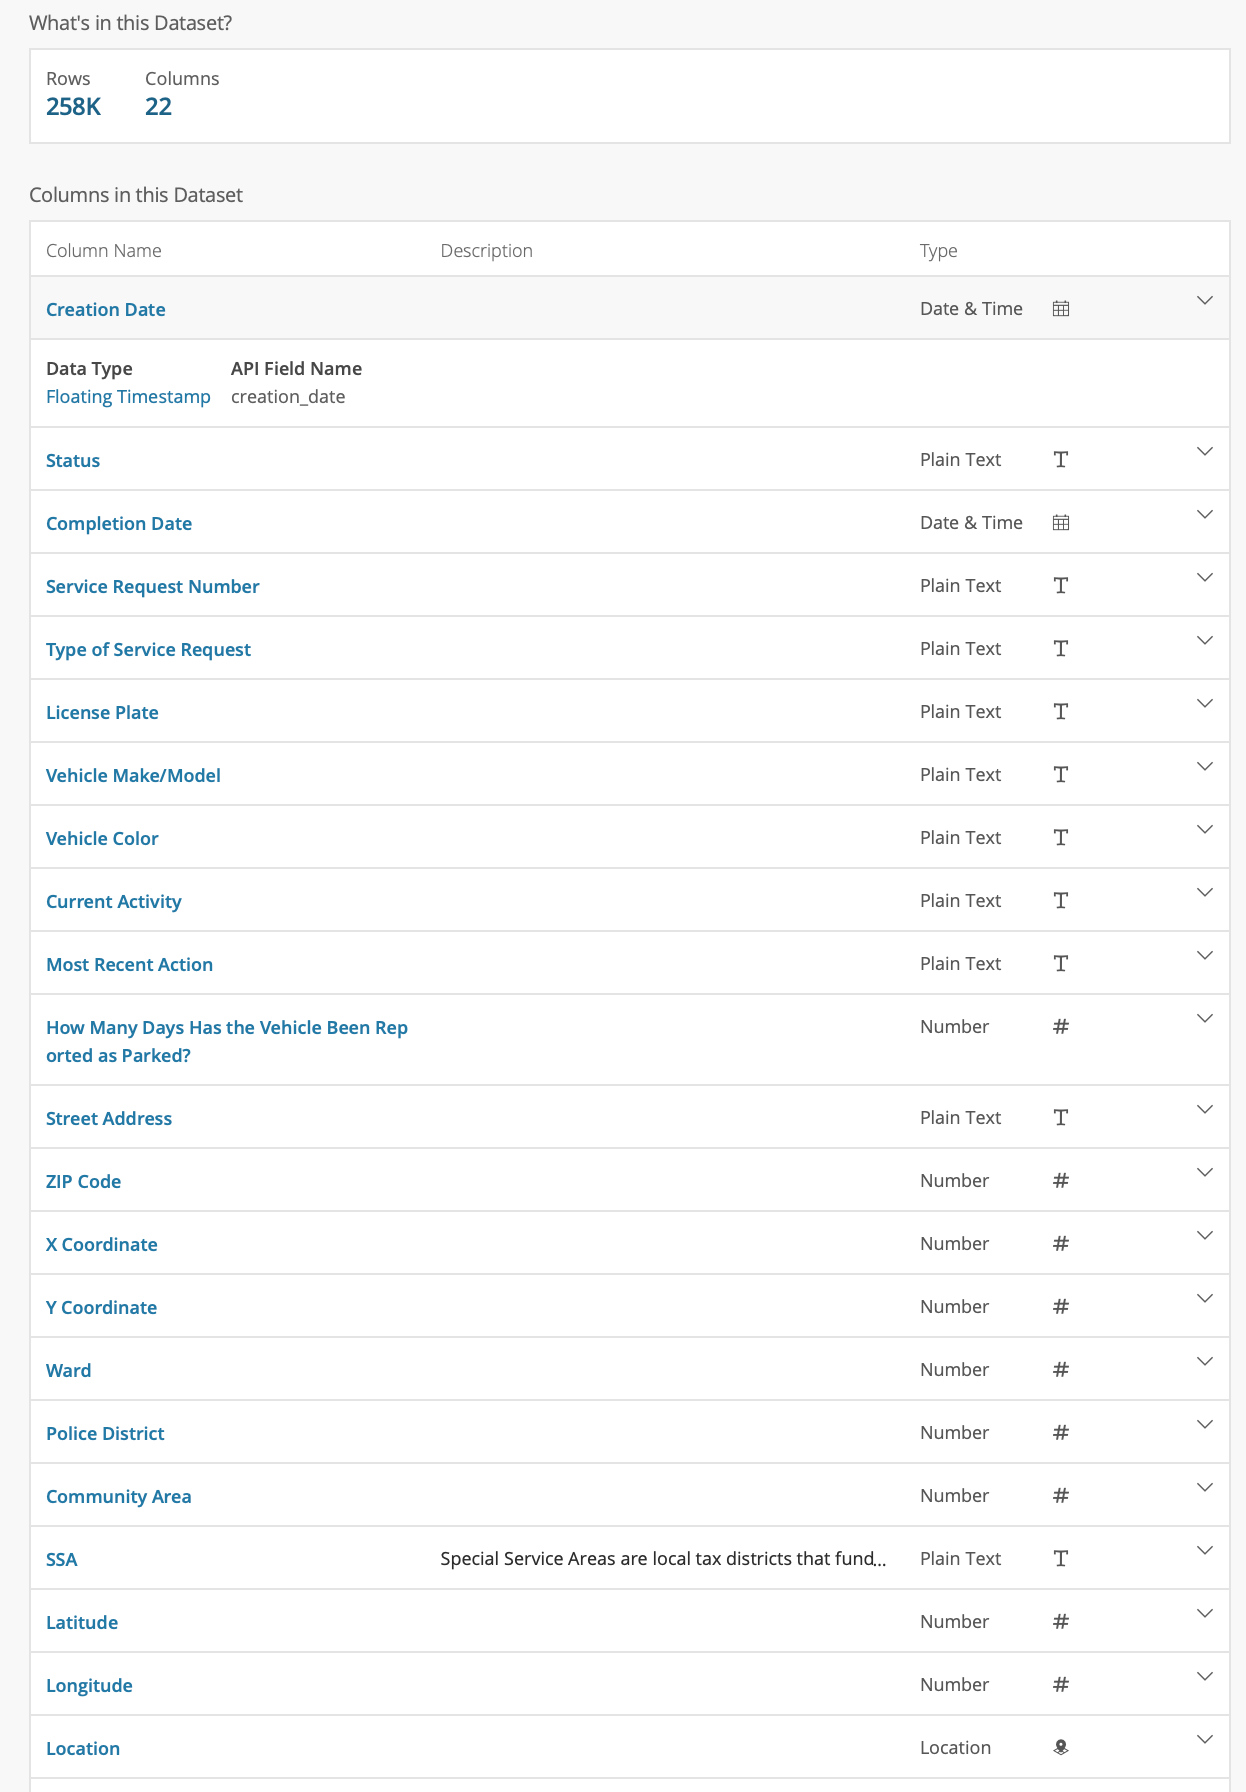 What's in this Dataset?
Rows Columns
258K 22
Columns in this Dataset
Column Name Description Type
Creation Date Date & Time
Data Type API Field Name
Floating Timestamp creation_date
Status Plain Text
Completion Date Date & Time
Service Request Number Plain Text
Type of Service Request Plain Text
License Plate Plain Text
Vehicle Make/Model Plain Text
Vehicle Color Plain Text
Current Activity Plain Text
Most Recent Action Plain Text
How Many Days Has the Vehicle Been Rep Number
orted as Parked?
Street Address Plain Text
ZIP Code Number
X Coordinate Number
Y Coordinate Number
Ward Number
Police District Number
Community Area Number
SSA Special Service Areas are local tax districts that fund... Plain Text
Latitude Number
Longitude Number
Location Location